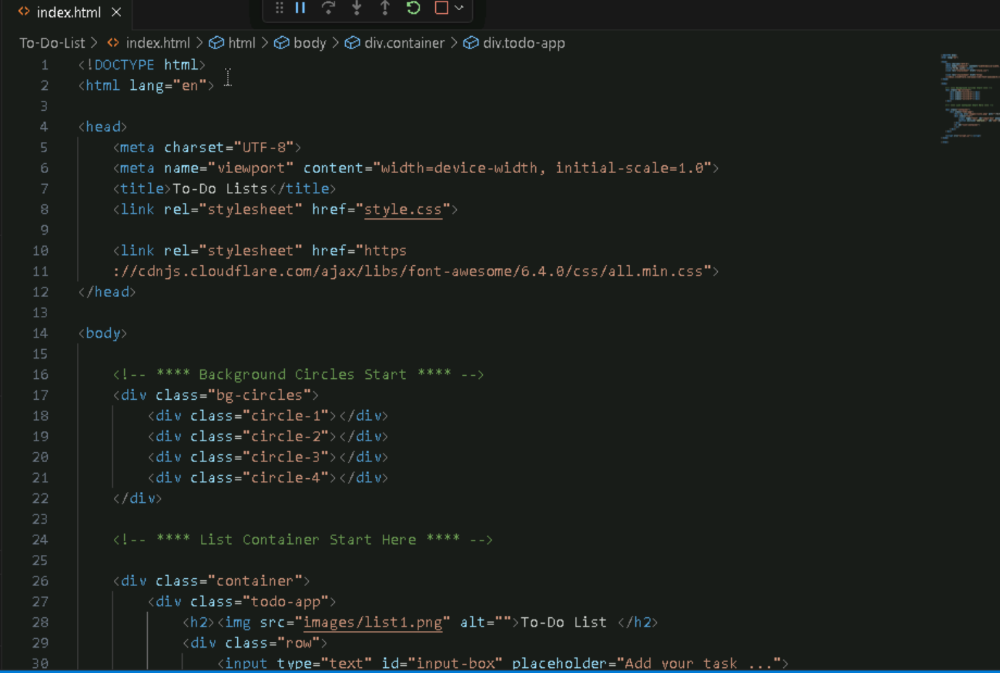 index.html
To-Do-List > index.html > html > body > div.container > div.todo-app
1 <!DOCTYPE html>
2 <html lang="en">
3
4 <head>
5 <meta charset="UTF-8">
6 <meta name="viewport" content="width=device-width, initial-scale=1.0">
7 <title>To-Do Lists</title>
8 <link rel="stylesheet" href="style.css">
9
10 <link rel="stylesheet" href="https
11 ://cdnjs.cloudflare.com/ajax/libs/font-awesome/6.4.0/css/all.min.css">
12 </head>
13
14 <body>
15
16 <!-- **** Background Circles Start **** -->
17 <div class="bg-circles">
18 <div class="circle-1"></div>
19 <div class="circle-2"></div>
20 <div class="circle-3"></div>
21 <div class="circle-4"></div>
22 </div>
23
24 <!-- **** List Container Start Here **** -->
25
26 <div class="container">
27 <div class="todo-app">
28 <h2><img src="images/list1.png" alt="">To-Do List </h2>
29 <div class="row">
30 <input type="text" id="input-box" placeholder="Add your task ...">